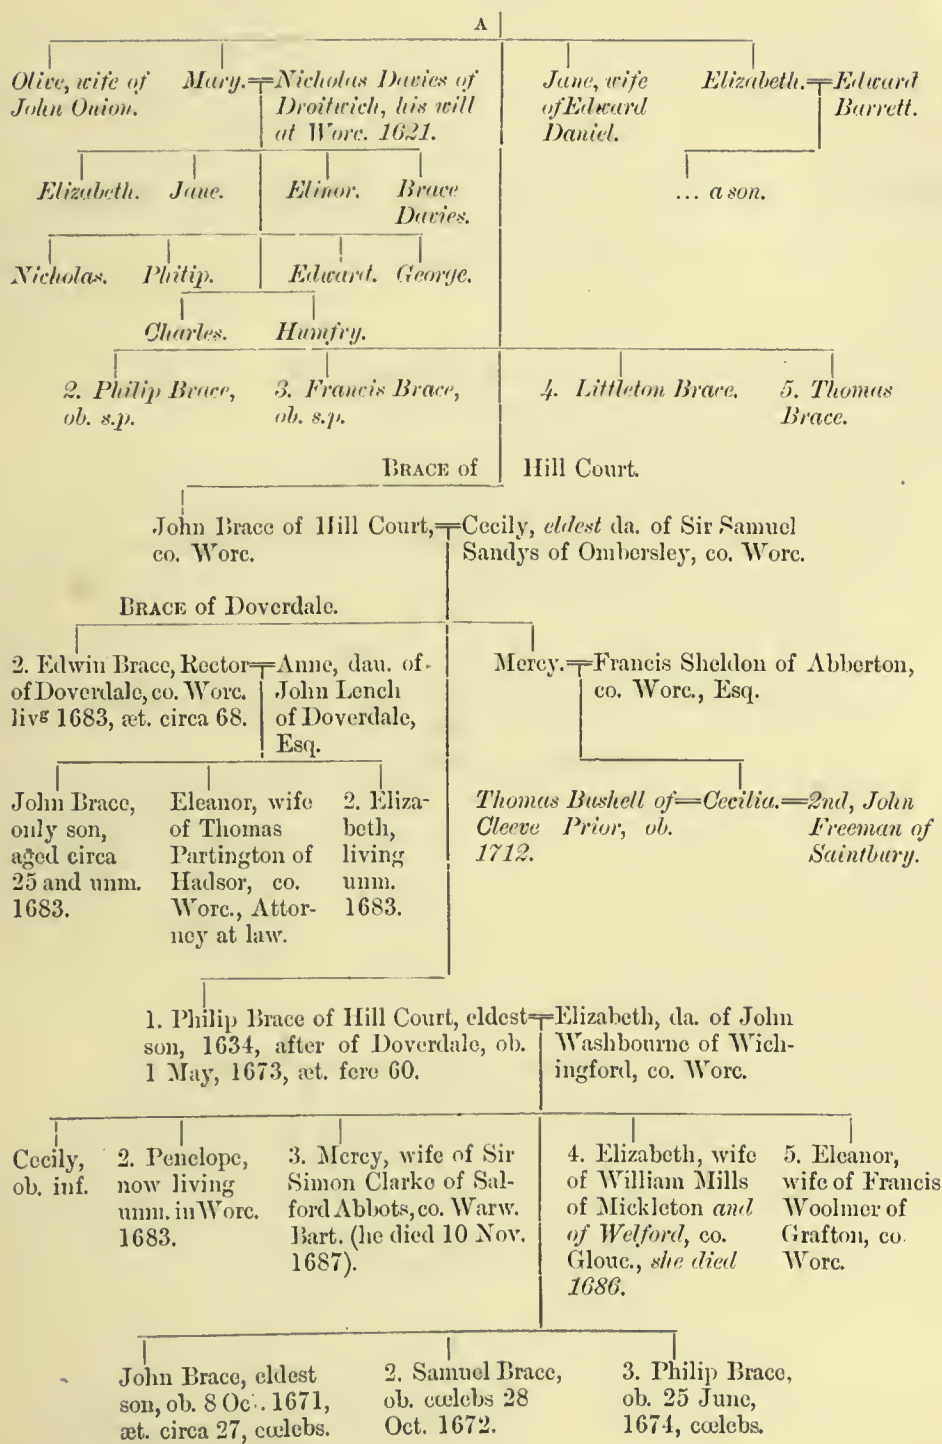 A
Olive, wife of
John Onion.
Mary.
Nicholas Davies of
Droitwich, his will
at Worc. 1621.
Jane, wife
of Edward
Daniel.
Elizabeth.
Edward
Barrett.
Elizabeth. Jane. Elinor. Brace
Davies.
... a son.
Nicholas. Philip. Edward. George.
Charles. Humfry.
2. Philip Brace,
ob. s.p.
3. Francis Brace,
ob. s.p.
4. Littleton Brace.
5. Thomas
Brace.
BRACE of Hill Court.
John Brace of Hill Court,
co. Worc.
Cecily, eldest da. of Sir Samuel
Sandys of Ombersley, co. Worc.
BRACE of Doverdale.
2. Edwin Brace, Rector
of Doverdale, co. Worc.
livg 1683, æt. circa 68.
Anne, dau. of
John Lench
of Doverdale,
Esq.
Mercy.
Francis Sheldon of Abberton,
co. Worc., Esq.
John Brace,
only son,
aged circa
25 and unm.
1683.
Eleanor, wife
of Thomas
Partington of
Hadsor, co.
Worc., Attor-
ney at law.
2. Eliza-
beth,
living
unm.
1683.
Thomas Bushell of
Cleeve Prior, ob.
1712.
Cecilia.
2nd, John
Freeman of
Saintbury.
1. Philip Brace of Hill Court, eldest
son, 1634, after of Doverdale, ob.
1 May, 1673, æt. fere 60.
Elizabeth, da. of John
Washbourne of Wich-
ingford, co. Worc.
Cecily,
ob. inf.
2. Penelope,
now living
unm. in Worc.
1683.
3. Mercy, wife of Sir
Simon Clarke of Sal-
ford Abbots, co. Warw.
Bart. (he died 10 Nov.
1687).
4. Elizabeth, wife
of William Mills
of Mickleton and
of Welford, co.
Glouc., she died
1686.
5. Eleanor,
wife of Francis
Woolmer of
Grafton, co.
Worc.
John Brace, eldest
son, ob. 8 Oc . 1671,
æt. circa 27, cœlebs.
2. Samuel Brace,
ob. cœlebs 28
Oct. 1672.
3. Philip Brace,
ob. 25 June,
1674, cœlebs.